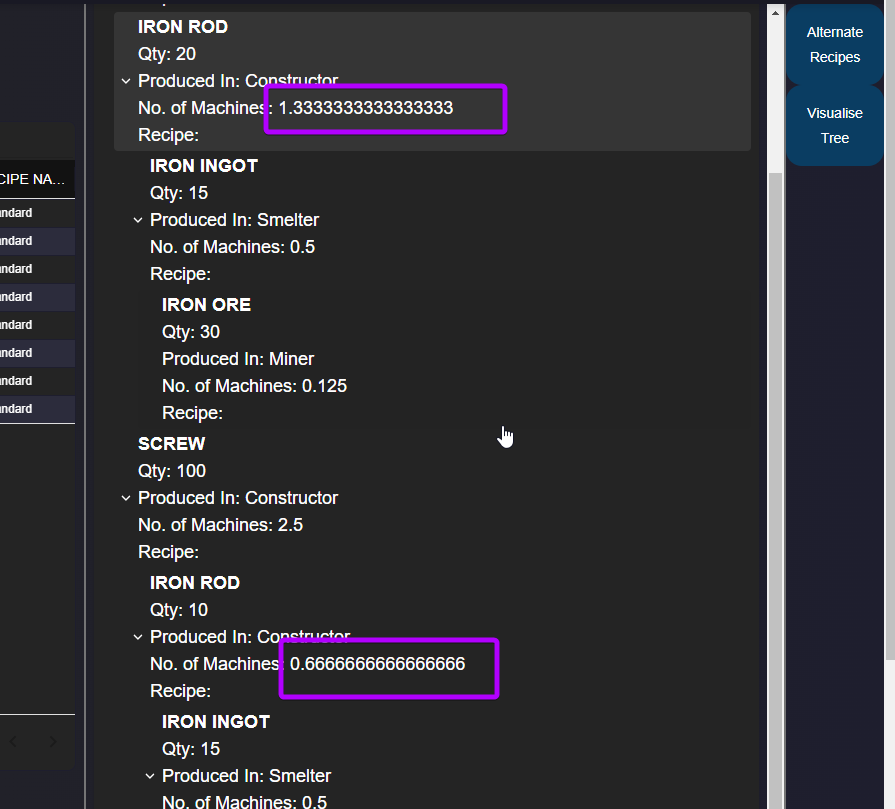 IRON ROD
Qty: 20
Produced In: Constructor
No. of Machines: 1.3333333333333333
Recipe:
IRON INGOT
Qty: 15
Produced In: Smelter
No. of Machines: 0.5
Recipe:
IRON ORE
Qty: 30
Produced In: Miner
No. of Machines: 0.125
Recipe:
SCREW
Qty: 100
Produced In: Constructor
No. of Machines: 2.5
Recipe:
IRON ROD
Qty: 10
Produced In: Constructor
No. of Machines: 0.6666666666666666
Recipe:
IRON INGOT
Qty: 15
Produced In: Smelter
No. of Machines: 0.5
CIPE NA...
ndard
ndard
ndard
ndard
ndard
ndard
ndard
ndard
Alternate
Recipes
Visualise
Tree